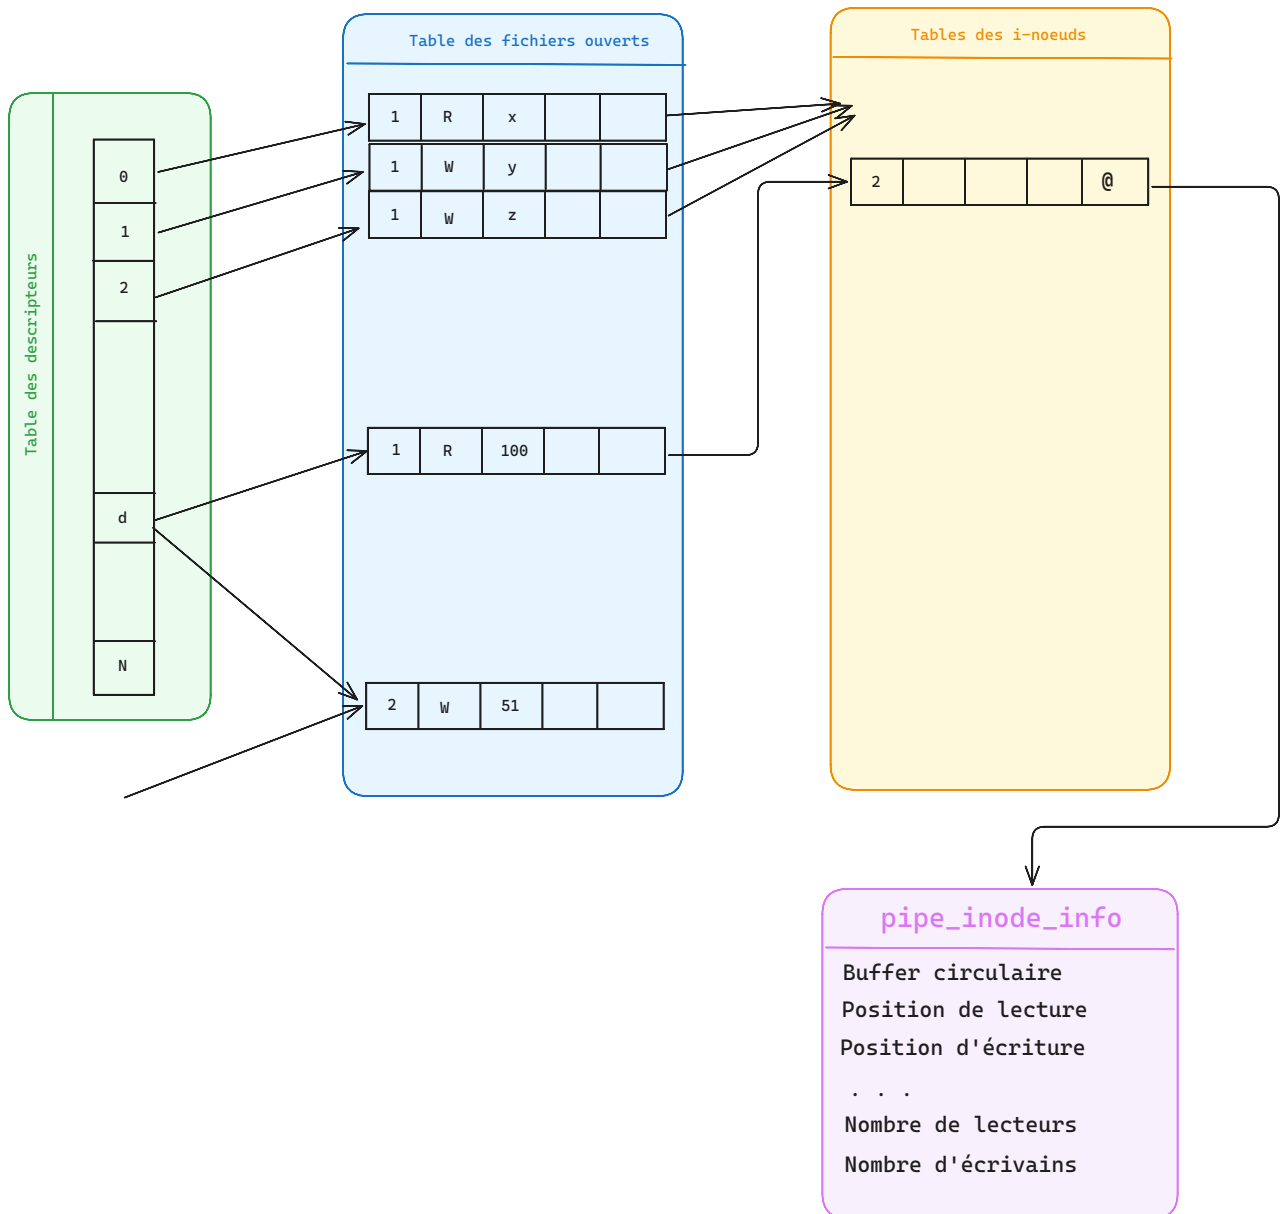 Table des descripteurs
0
1
2
d
N
Table des fichiers ouverts
1 R x
1 W y
1 W z
1 R 100
2 W 51
Tables des i-noeuds
2 @
pipe_inode_info
Buffer circulaire
Position de lecture
Position d'écriture
. . .
Nombre de lecteurs
Nombre d'écrivains